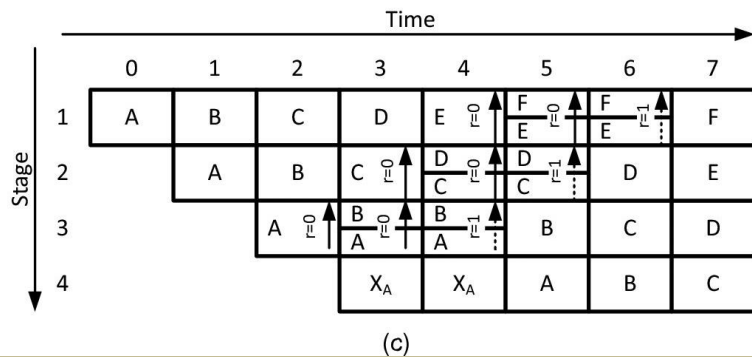 Time
0 1 2 3 4 5 6 7
Stage
1 A B C D E r=0 F E r=0 F E r=1 F
2 A B C r=0 D C r=0 D C r=1 D E
3 A r=0 B A r=0 B A r=1 B C D
4 X_A X_A A B C
(c)